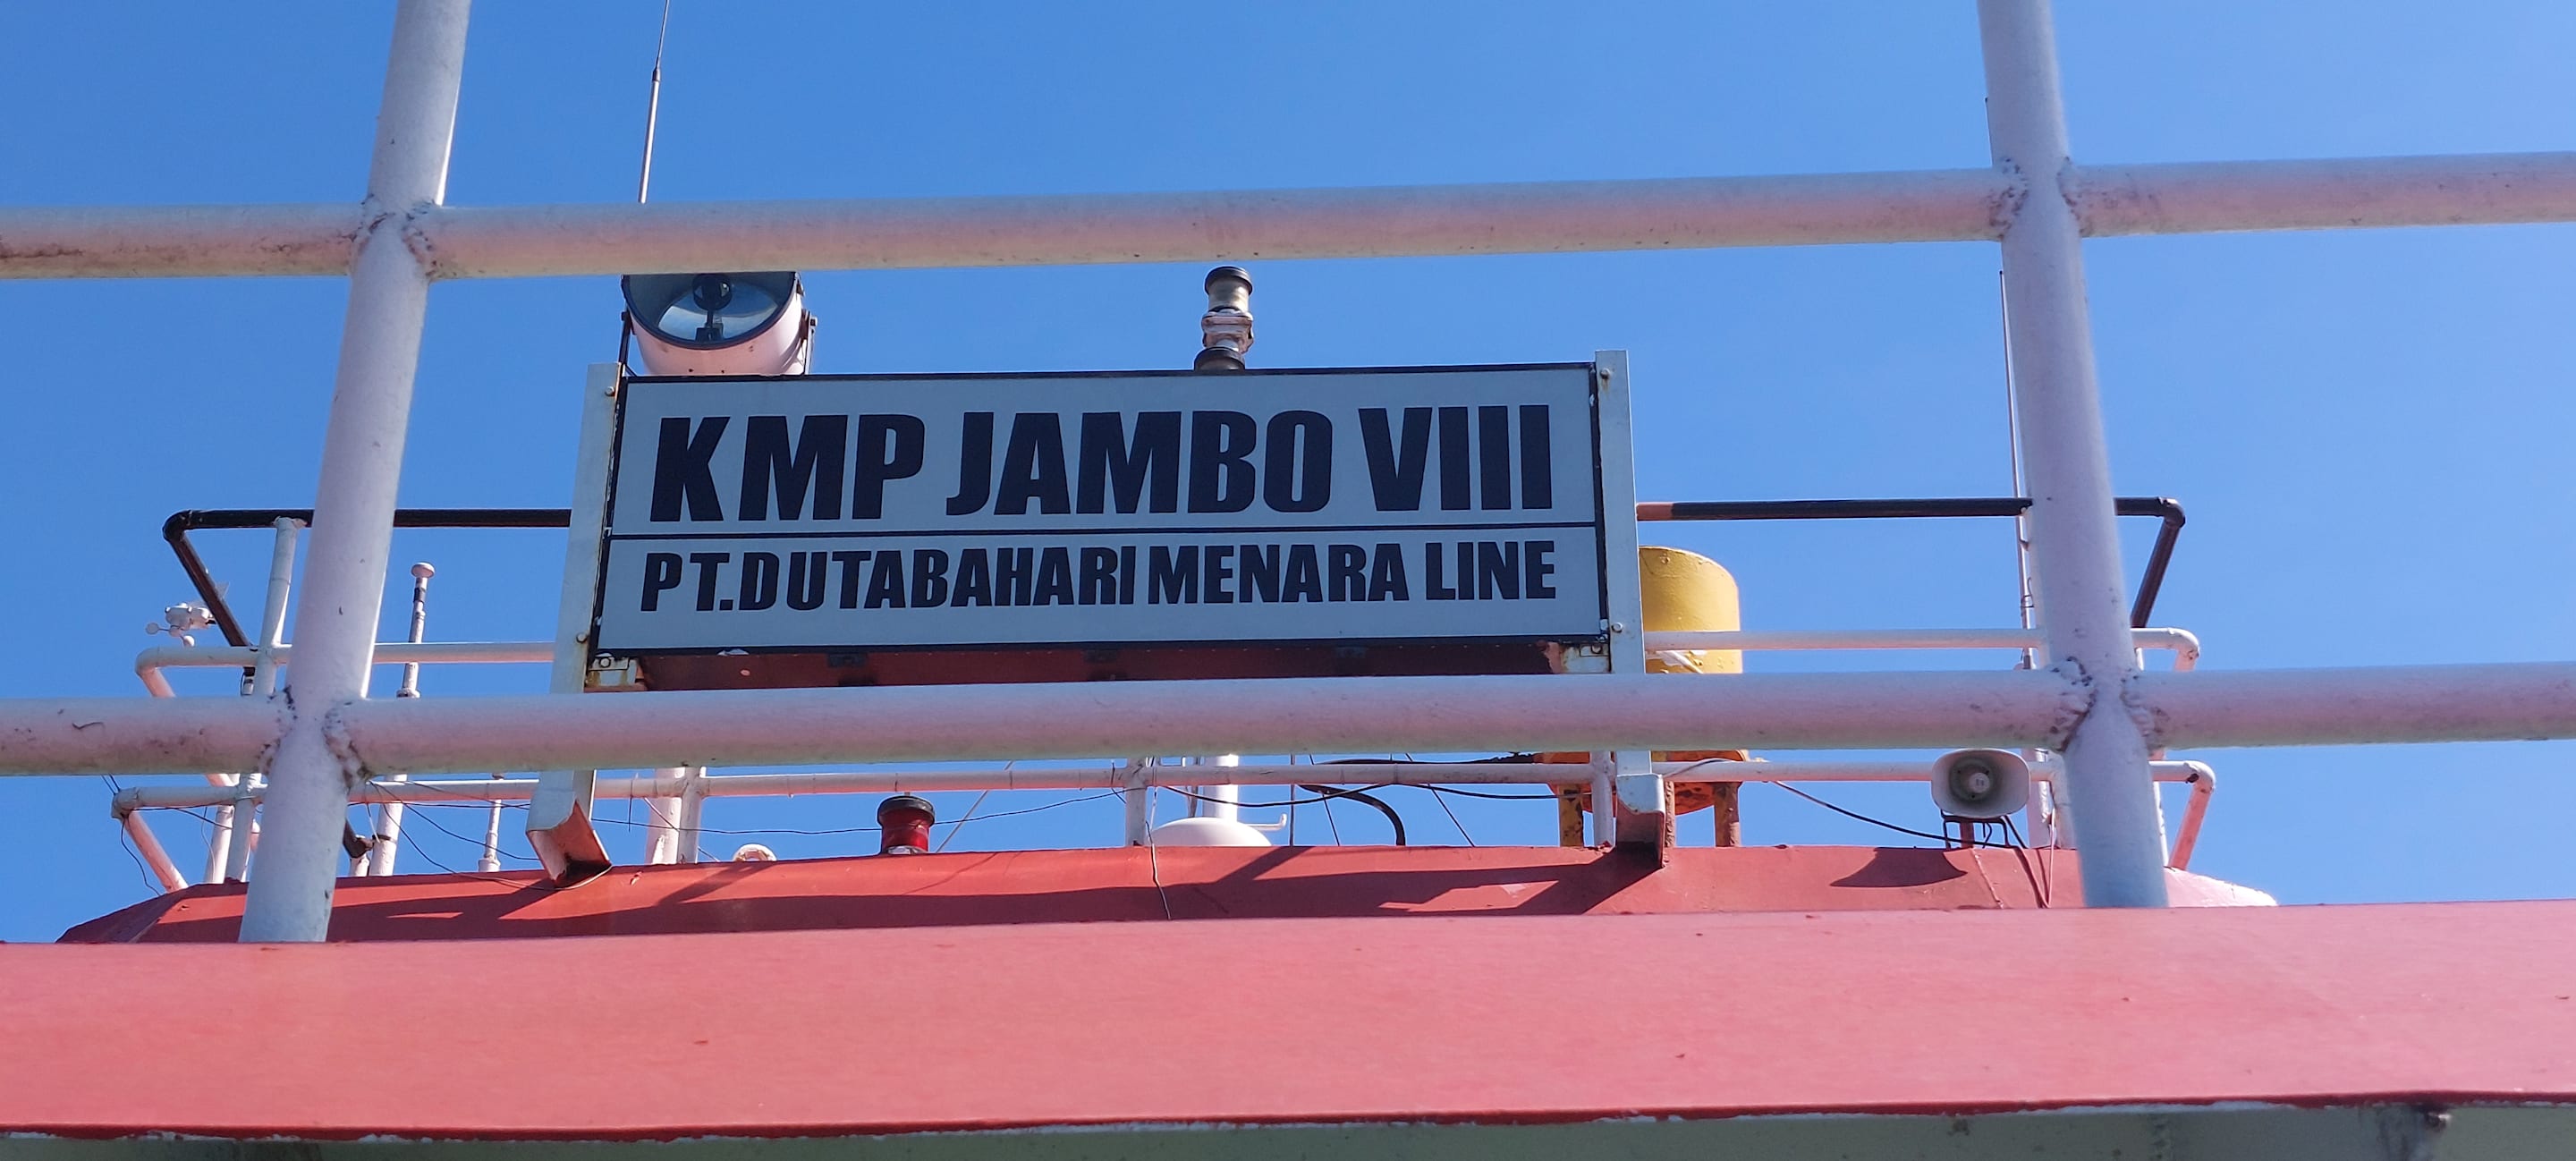 KMP JAMBO VIII
PT.DUTABAHARI MENARA LINE